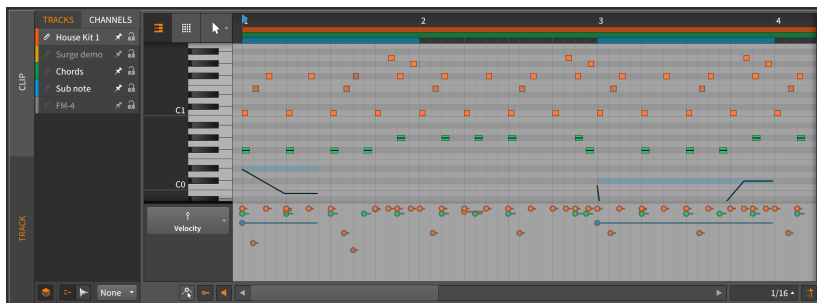 TRACKS CHANNELS
House Kit 1
Surge demo
Chords
Sub note
FM-4
CLIP
TRACK
1 2 3 4
C1
C0
Velocity
None
1/16